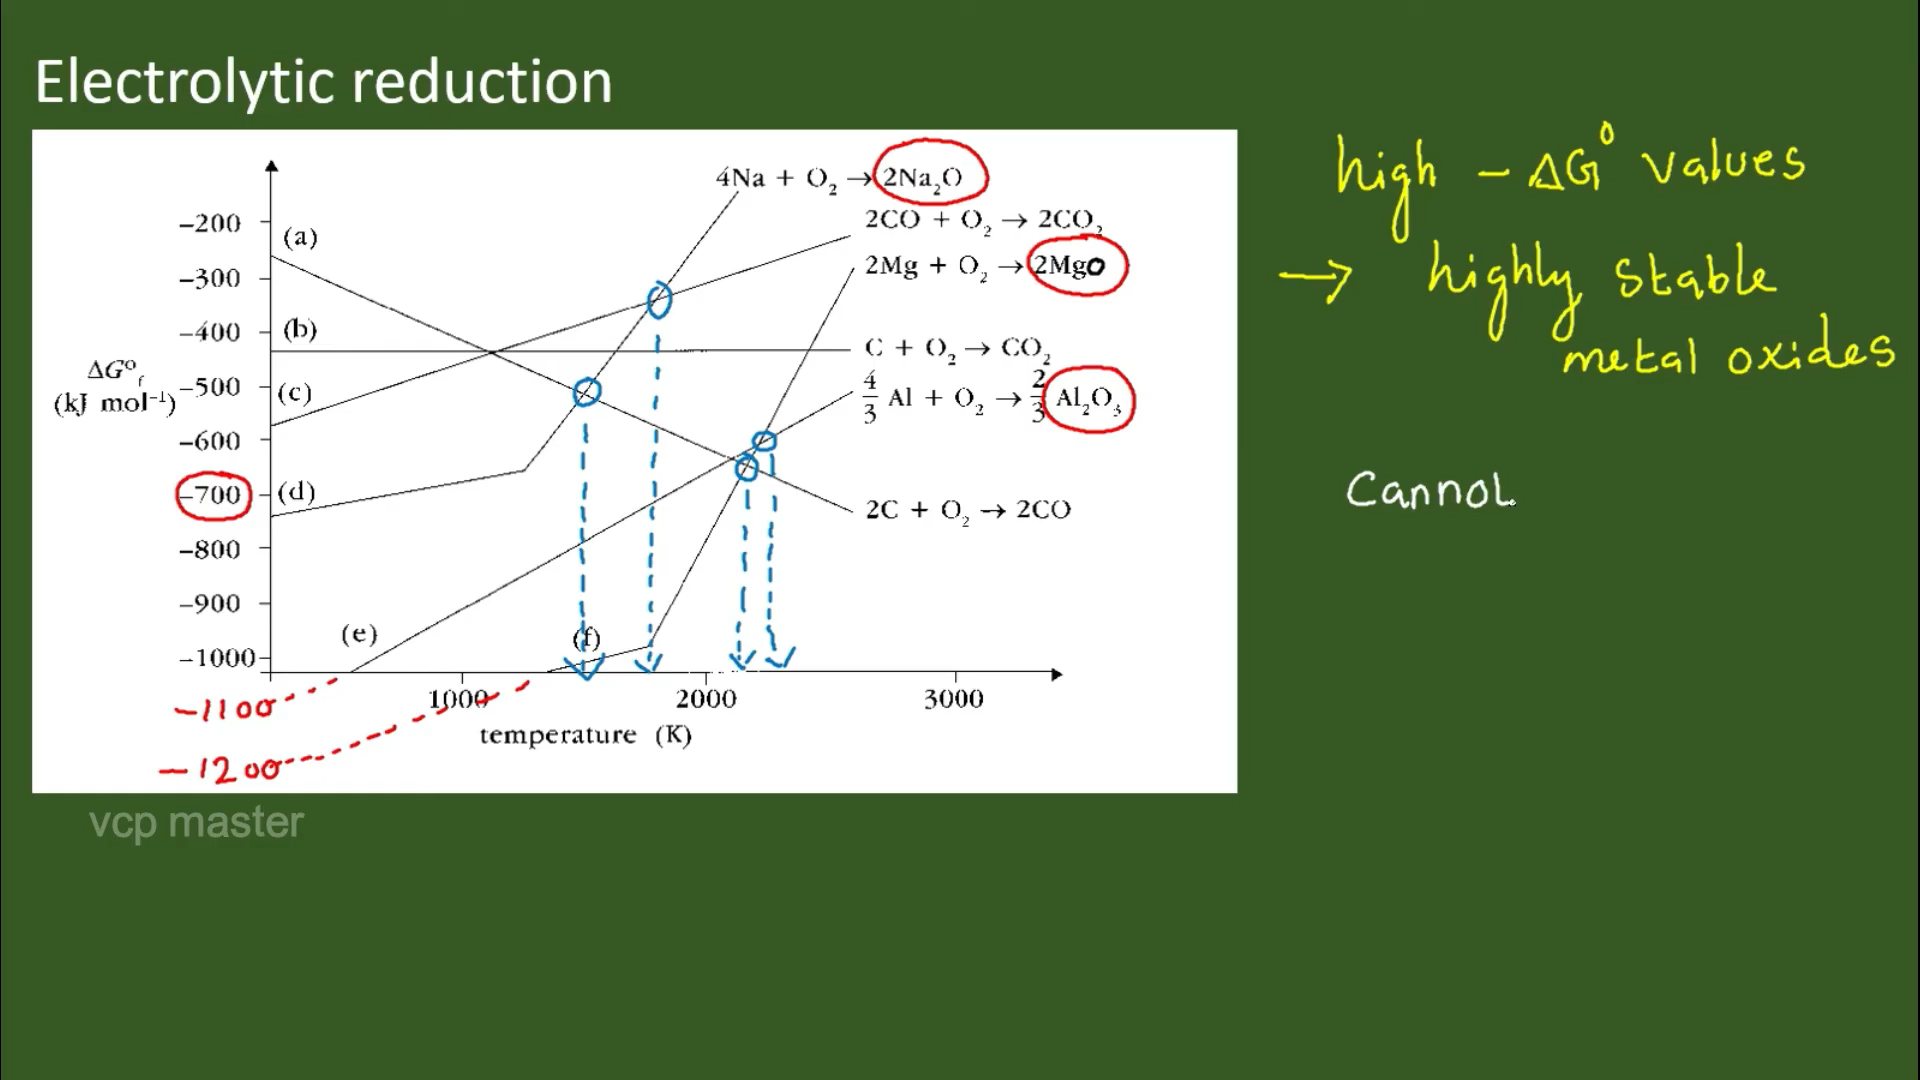 Electrolytic reduction
4Na + O₂ → 2Na₂O
2CO + O₂ → 2CO₂
2Mg + O₂ → 2MgO
C + O₂ → CO₂
4/3 Al + O₂ → 2/3 Al₂O₃
2C + O₂ → 2CO
ΔG°f
(kJ mol⁻¹)
-200
-300
-400
-500
-600
-700
-800
-900
-1000
-1100
-1200
(a)
(b)
(c)
(d)
(e)
(f)
1000
2000
3000
temperature (K)
vcp master
high - ΔG° values
→ highly stable
metal oxides